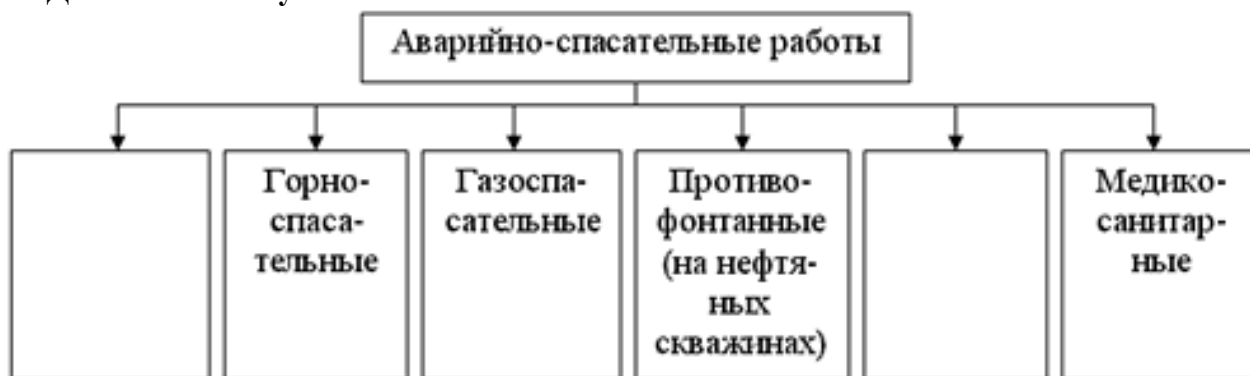 Аварийно-спасательные работы
Горно-
спаса-
тельные
Газоспа-
сательные
Противо-
фонтанные
(на нефтя-
ных
скважинах)
Медико-
санитар-
ные